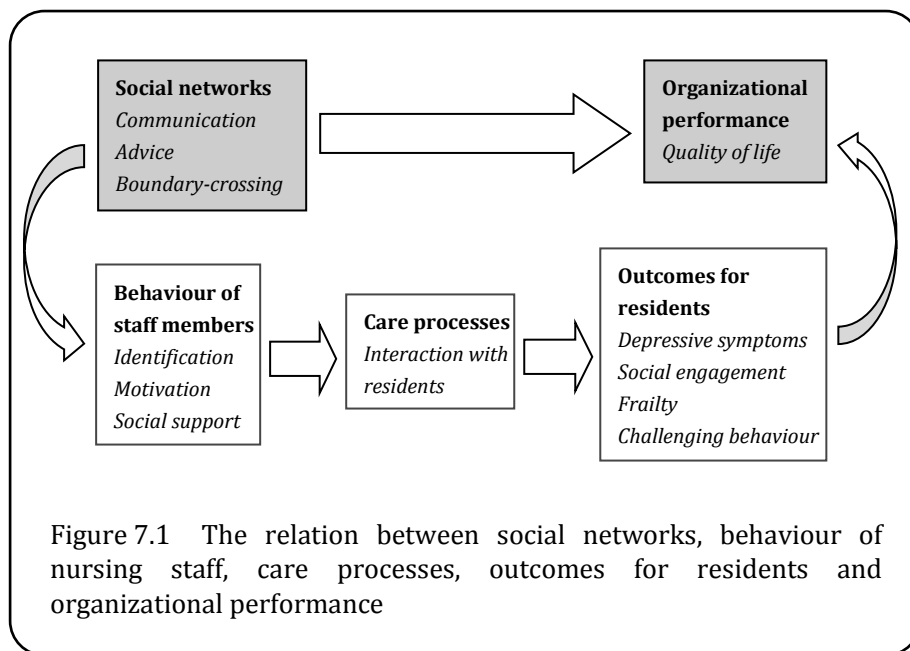 Social networks
Communication
Advice
Boundary-crossing
Organizational
performance
Quality of life
Behaviour of
staff members
Identification
Motivation
Social support
Care processes
Interaction with
residents
Outcomes for
residents
Depressive symptoms
Social engagement
Frailty
Challenging behaviour
Figure 7.1 The relation between social networks, behaviour of
nursing staff, care processes, outcomes for residents and
organizational performance